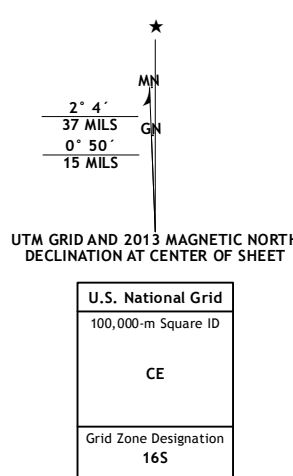 MN
2° 4´
37 MILS
GN
0° 50´
15 MILS
UTM GRID AND 2013 MAGNETIC NORTH
DECLINATION AT CENTER OF SHEET
U.S. National Grid
100,000-m Square ID
CE
Grid Zone Designation
16S